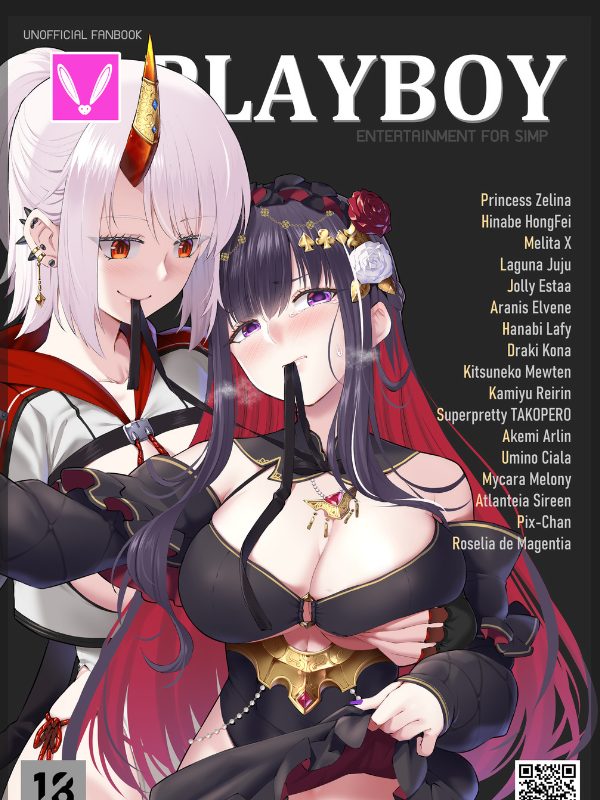 UNOFFICIAL FANBOOK
PLAYBOY
ENTERTAINMENT FOR SIMP
Princess Zelina
Hinabe HongFei
Melita X
Laguna Juju
Jolly Estaa
Aranis Elvene
Hanabi Lafy
Draki Kona
Kitsuneko Mewten
Kamiyu Reirin
Superpretty TAKOPERO
Akemi Arlin
Umino Ciala
Mycara Melony
Atlanteia Sireen
Pix-Chan
Roselia de Magentia